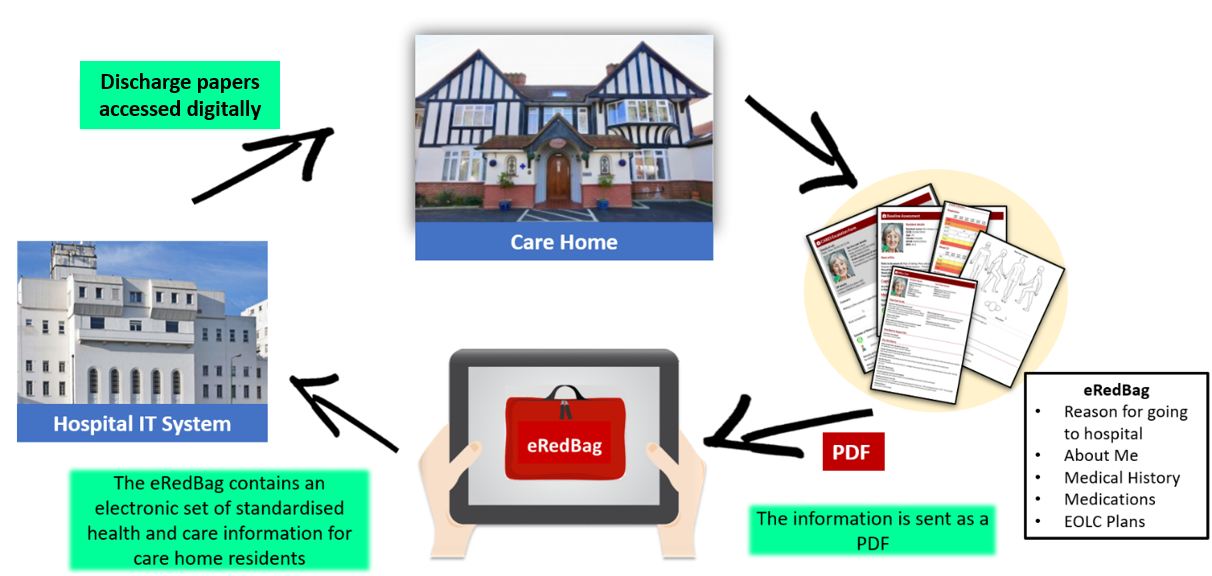 Discharge papers
accessed digitally
Care Home
Baseline Assessment
Hospital IT System
eRedBag
PDF
eRedBag
• Reason for going
to hospital
• About Me
• Medical History
• Medications
• EOLC Plans
The eRedBag contains an
electronic set of standardised
health and care information for
care home residents
The information is sent as a
PDF